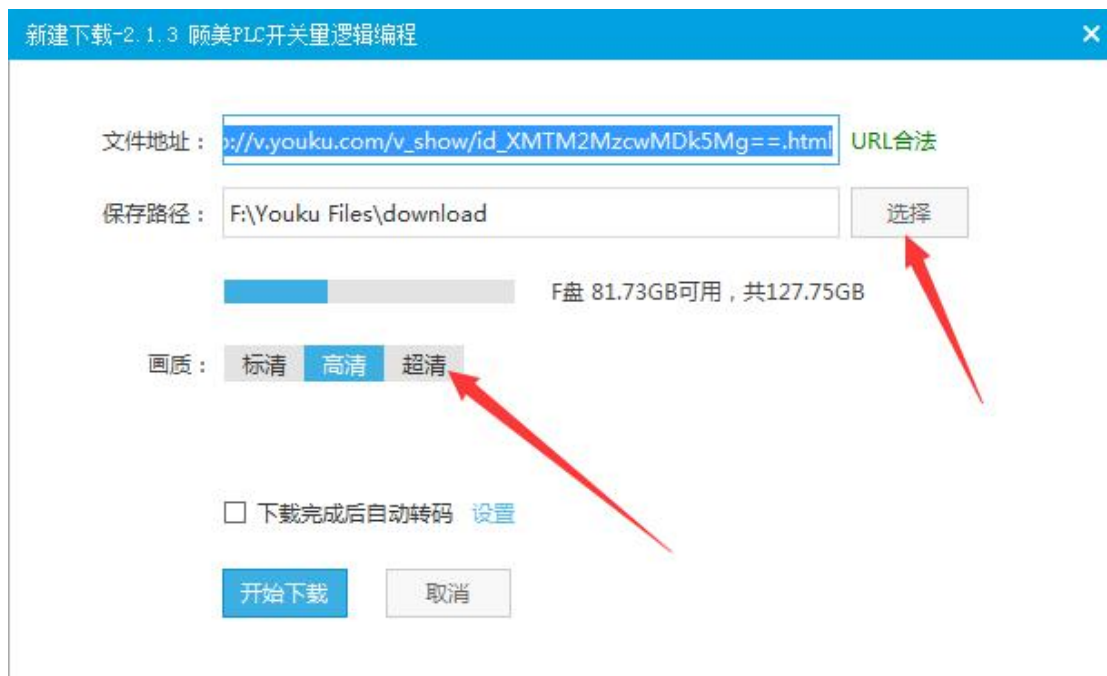 新建下载-2.1.3 顾美PLC开关量逻辑编程
文件地址： p://v.youku.com/v_show/id_XMTM2MzcwMDk5Mg==.html URL合法
保存路径： F:\Youku Files\download 选择
F盘 81.73GB可用，共127.75GB
画质： 标清 高清 超清
下载完成后自动转码 设置
开始下载 取消